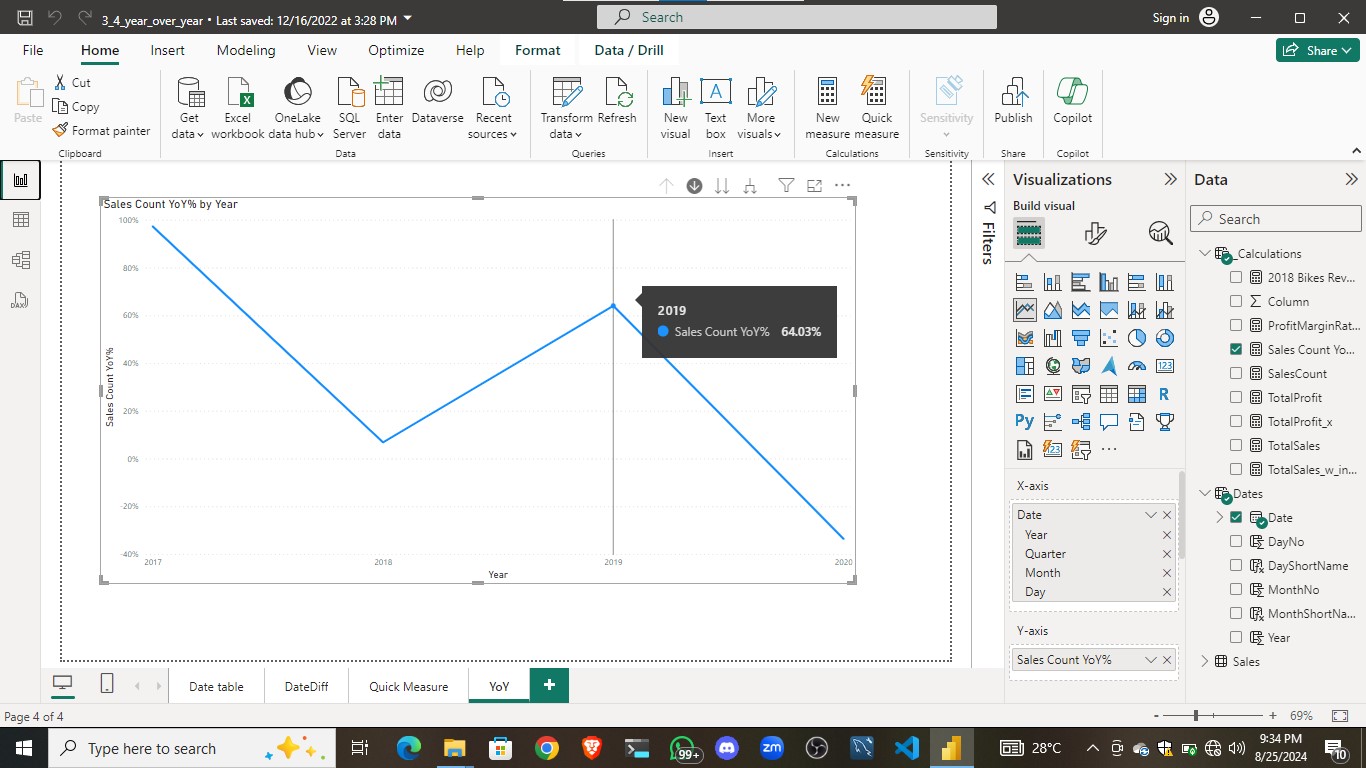 3_4_year_over_year • Last saved: 12/16/2022 at 3:28 PM
Search
Sign in
File
Home
Insert
Modeling
View
Optimize
Help
Format
Data / Drill
Share
Paste
Cut
Copy
Format painter
Get data
Excel workbook
OneLake data hub
SQL Server
Enter data
Dataverse
Recent sources
Transform data
Refresh
New visual
Text box
More visuals
New measure
Quick measure
Sensitivity
Publish
Copilot
Clipboard
Data
Queries
Insert
Calculations
Sensitivity
Share
Copilot
Sales Count YoY% by Year
100%
80%
60%
40%
20%
0%
-20%
-40%
Sales Count YoY%
2017
2018
2019
2020
Year
2019
Sales Count YoY% 64.03%
Filters
Visualizations
Build visual
Py
R
123
X-axis
Date
Year
Quarter
Month
Day
Y-axis
Sales Count YoY%
Data
Search
_Calculations
2018 Bikes Rev...
Column
ProfitMarginRat...
Sales Count Yo...
SalesCount
TotalProfit
TotalProfit_x
TotalSales
TotalSales_w_in...
Dates
Date
DayNo
DayShortName
MonthNo
MonthShortNa...
Year
Sales
Date table
DateDiff
Quick Measure
YoY
Page 4 of 4
- + 69%
Type here to search
99+
zm
28°C
9:34 PM
8/25/2024
10